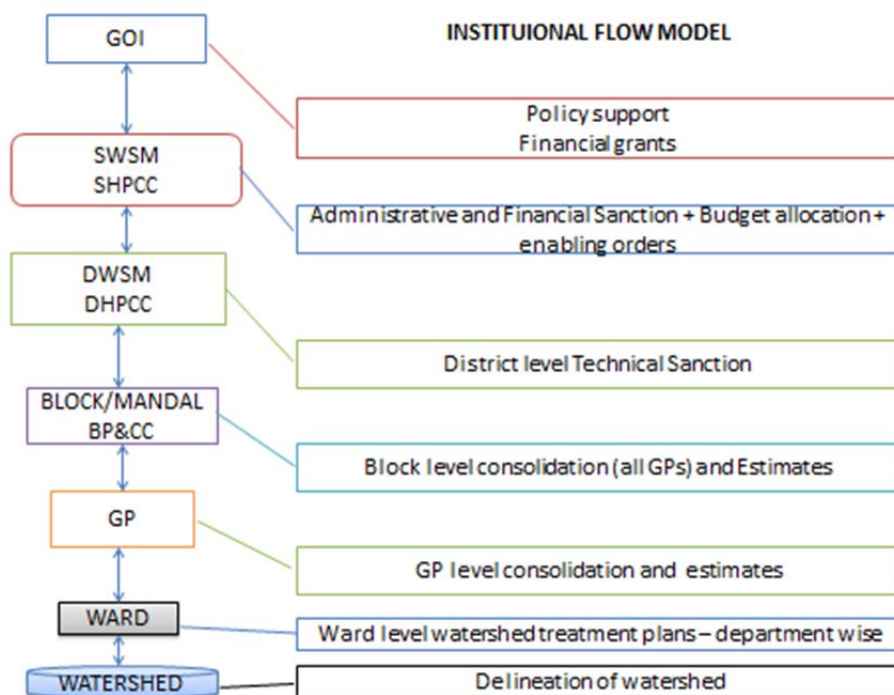 INSTITUIONAL FLOW MODEL
GOI
Policy support
Financial grants
SWSM
SHPCC
Administrative and Financial Sanction + Budget allocation +
enabling orders
DWSM
DHPCC
District level Technical Sanction
BLOCK/MANDAL
BP&CC
Block level consolidation (all GPs) and Estimates
GP
GP level consolidation and estimates
WARD
Ward level watershed treatment plans – department wise
WATERSHED
Delineation of watershed